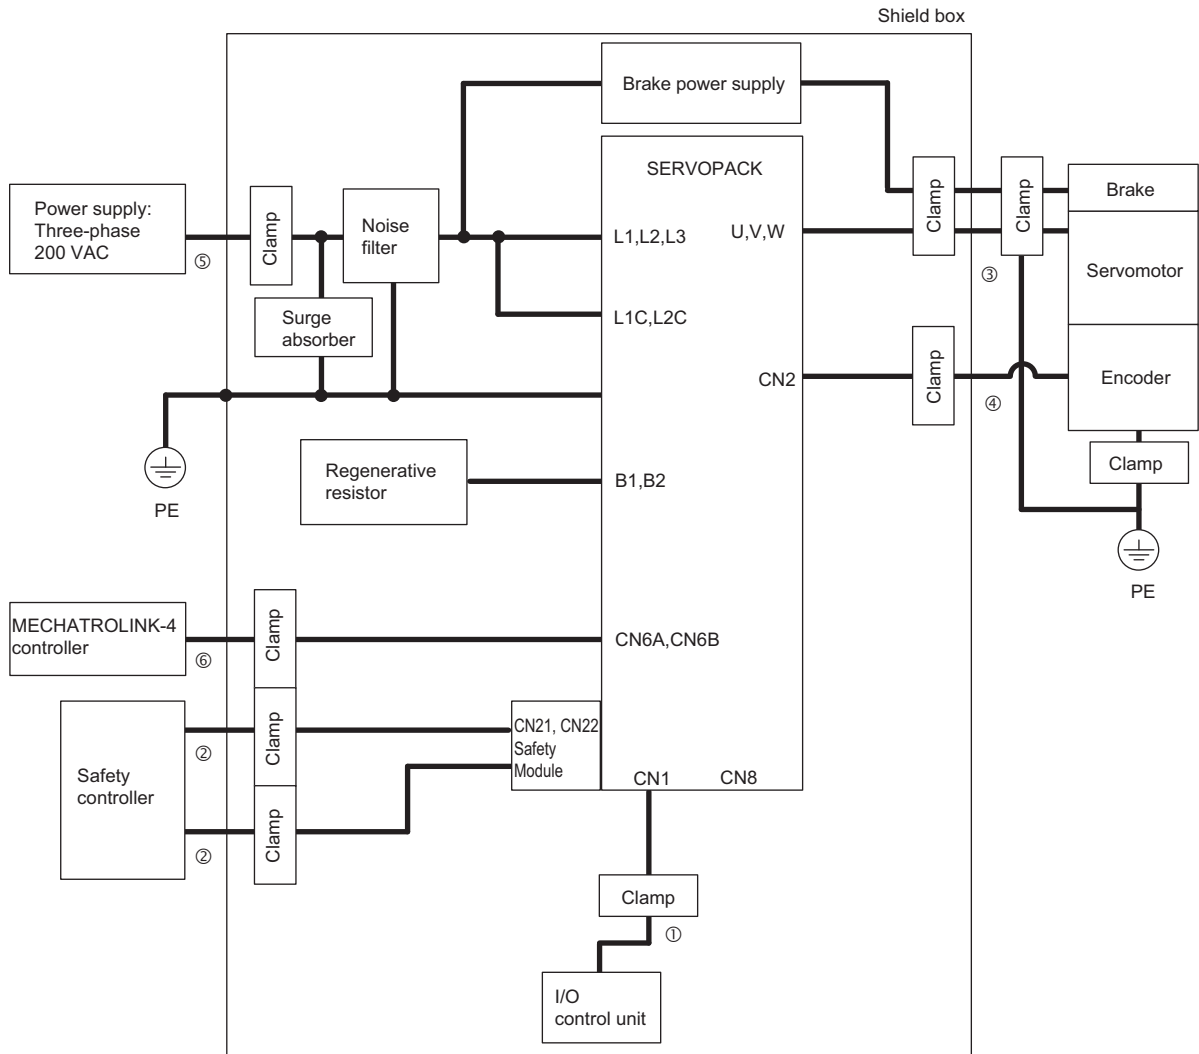 Shield box
Brake power supply
SERVOPACK
Power supply:
Three-phase
200 VAC
⑤
Clamp
Noise
filter
L1,L2,L3
U,V,W
Clamp
Clamp
③
Brake
Servomotor
Surge
absorber
L1C,L2C
CN2
Clamp
④
Encoder
Clamp
PE
PE
Regenerative
resistor
B1,B2
MECHATROLINK-4
controller
⑥
Clamp
CN6A,CN6B
Safety
controller
②
Clamp
CN21, CN22
Safety
Module
②
Clamp
CN1
CN8
Clamp
①
I/O
control unit